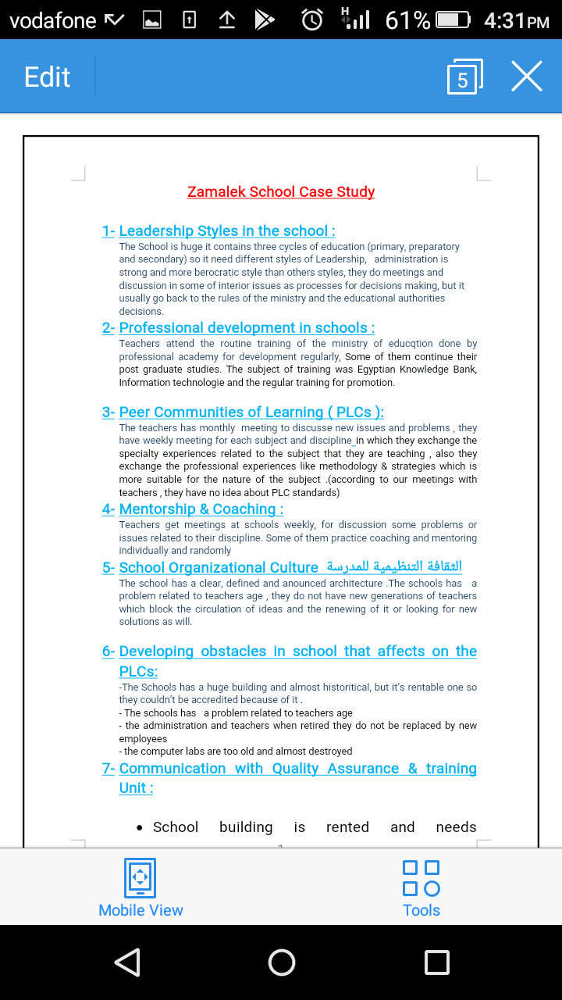 vodafone
H
61%
4:31PM
Edit
5
Zamalek School Case Study
1- Leadership Styles in the school :
The School is huge it contains three cycles of education (primary, preparatory
and secondary) so it need different styles of Leadership, administration is
strong and more berocratic style than others styles, they do meetings and
discussion in some of interior issues as processes for decisions making, but it
usually go back to the rules of the ministry and the educational authorities
decisions.
2- Professional development in schools :
Teachers attend the routine training of the ministry of educqtion done by
professional academy for development regularly, Some of them continue their
post graduate studies. The subject of training was Egyptian Knowledge Bank,
Information technologie and the regular training for promotion.
3- Peer Communities of Learning ( PLCs ):
The teachers has monthly meeting to discusse new issues and problems , they
have weekly meeting for each subject and discipline in which they exchange the
specialty experiences related to the subject that they are teaching , also they
exchange the professional experiences like methodology & strategies which is
more suitable for the nature of the subject .(according to our meetings with
teachers , they have no idea about PLC standards)
4- Mentorship & Coaching :
Teachers get meetings at schools weekly, for discussion some problems or
issues related to their discipline. Some of them practice coaching and mentoring
individually and randomly
5- School Organizational Culture الثقافة التنظيمية للمدرسة
The school has a clear, defined and anounced architecture .The schools has a
problem related to teachers age , they do not have new generations of teachers
which block the circulation of ideas and the renewing of it or looking for new
solutions as will.
6- Developing obstacles in school that affects on the
PLCs:
-The Schools has a huge building and almost historitical, but it's rentable one so
they couldn't be accredited because of it .
- The schools has a problem related to teachers age
- the administration and teachers when retired they do not be replaced by new
employees
- the computer labs are too old and almost destroyed
7- Communication with Quality Assurance & training
Unit :
• School building is rented and needs
Mobile View
Tools